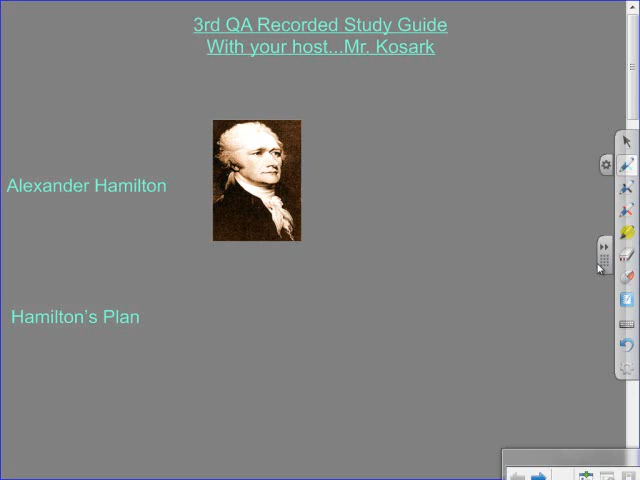 3rd QA Recorded Study Guide
With your host...Mr. Kosark
Alexander Hamilton
Hamilton's Plan